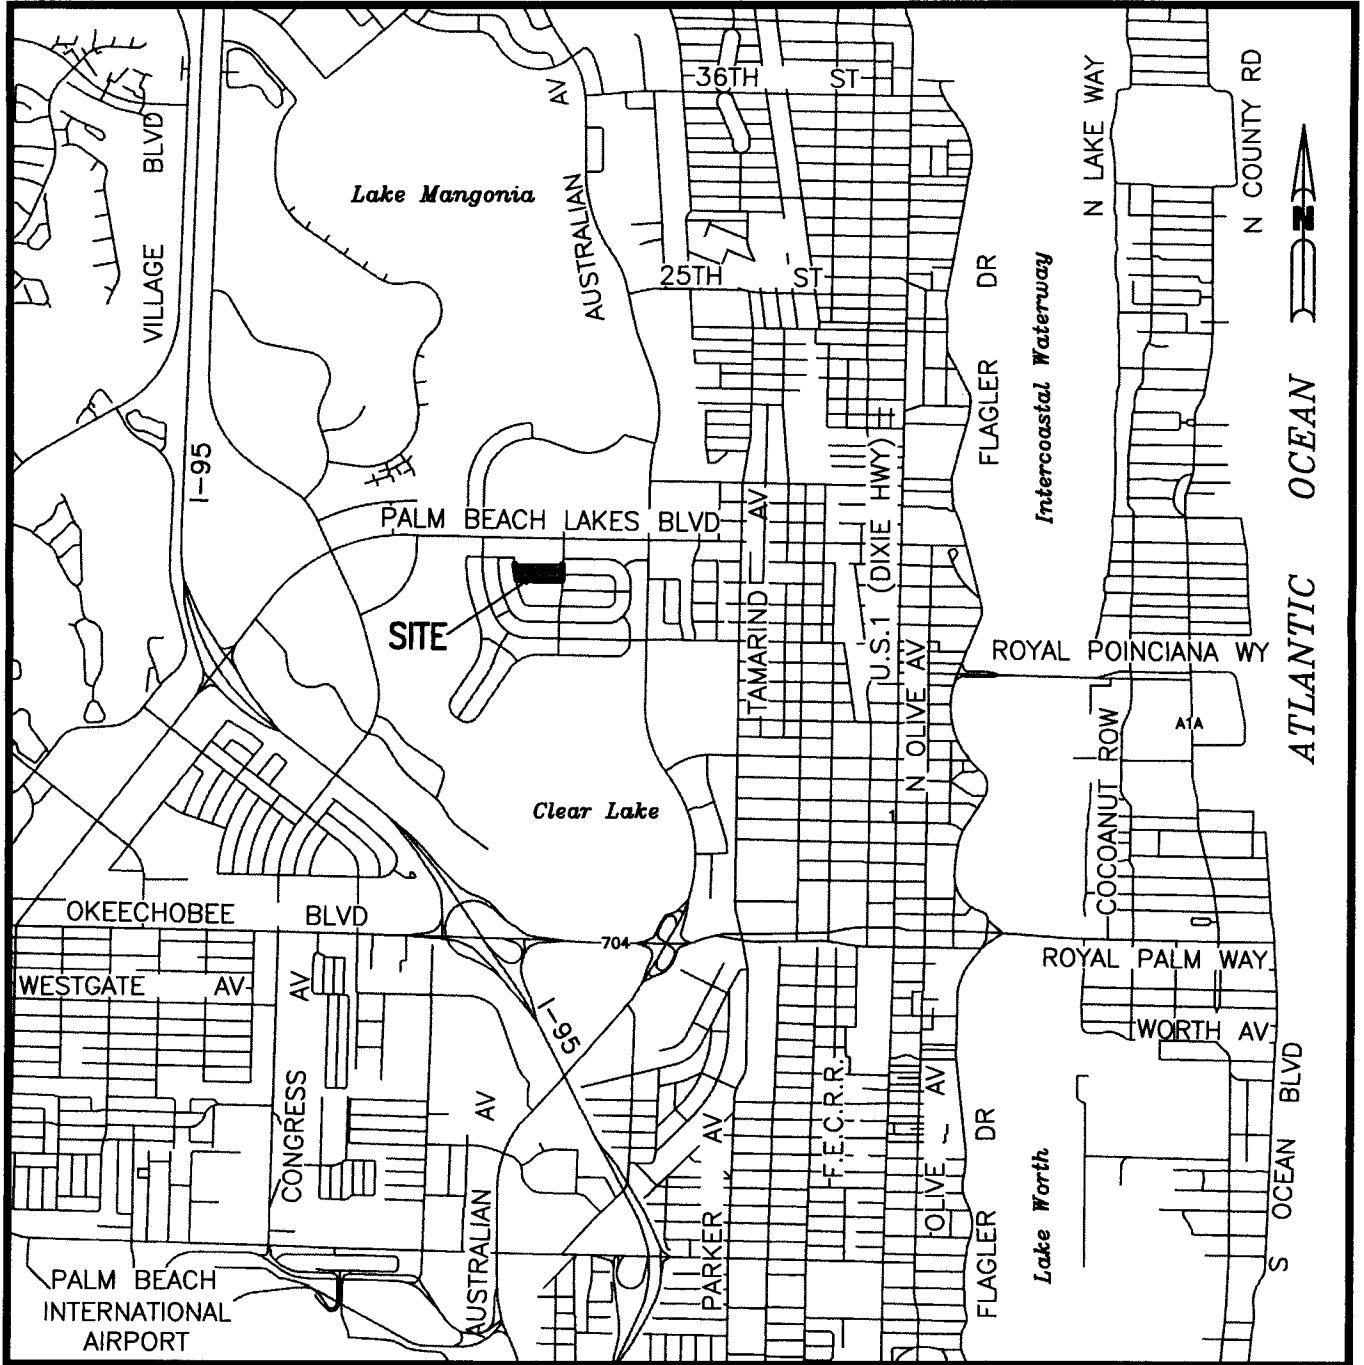 36TH ST
AV
N LAKE WAY
N COUNTY RD
VILLAGE BLVD
Lake Mangonia
AUSTRALIAN
N
25TH ST
FLAGLER DR
Intercoastal Waterway
ATLANTIC OCEAN
I-95
PALM BEACH LAKES BLVD
TAMARIND AV
U.S.1 (DIXIE HWY)
SITE
N OLIVE AV
ROYAL POINCIANA WY
A1A
COCOANUT ROW
Clear Lake
1
OKEECHOBEE BLVD
704
ROYAL PALM WAY
WESTGATE AV
CONGRESS AV
I-95
WORTH AV
AUSTRALIAN AV
PARKER AV
F.E.C.R.R.
OLIVE AV
FLAGLER DR
Lake Worth
S OCEAN BLVD
PALM BEACH
INTERNATIONAL
AIRPORT